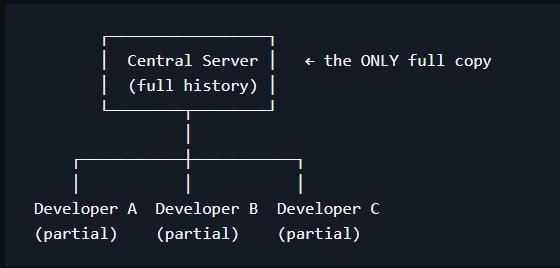 Central Server ← the ONLY full copy
(full history)
Developer A Developer B Developer C
(partial) (partial) (partial)